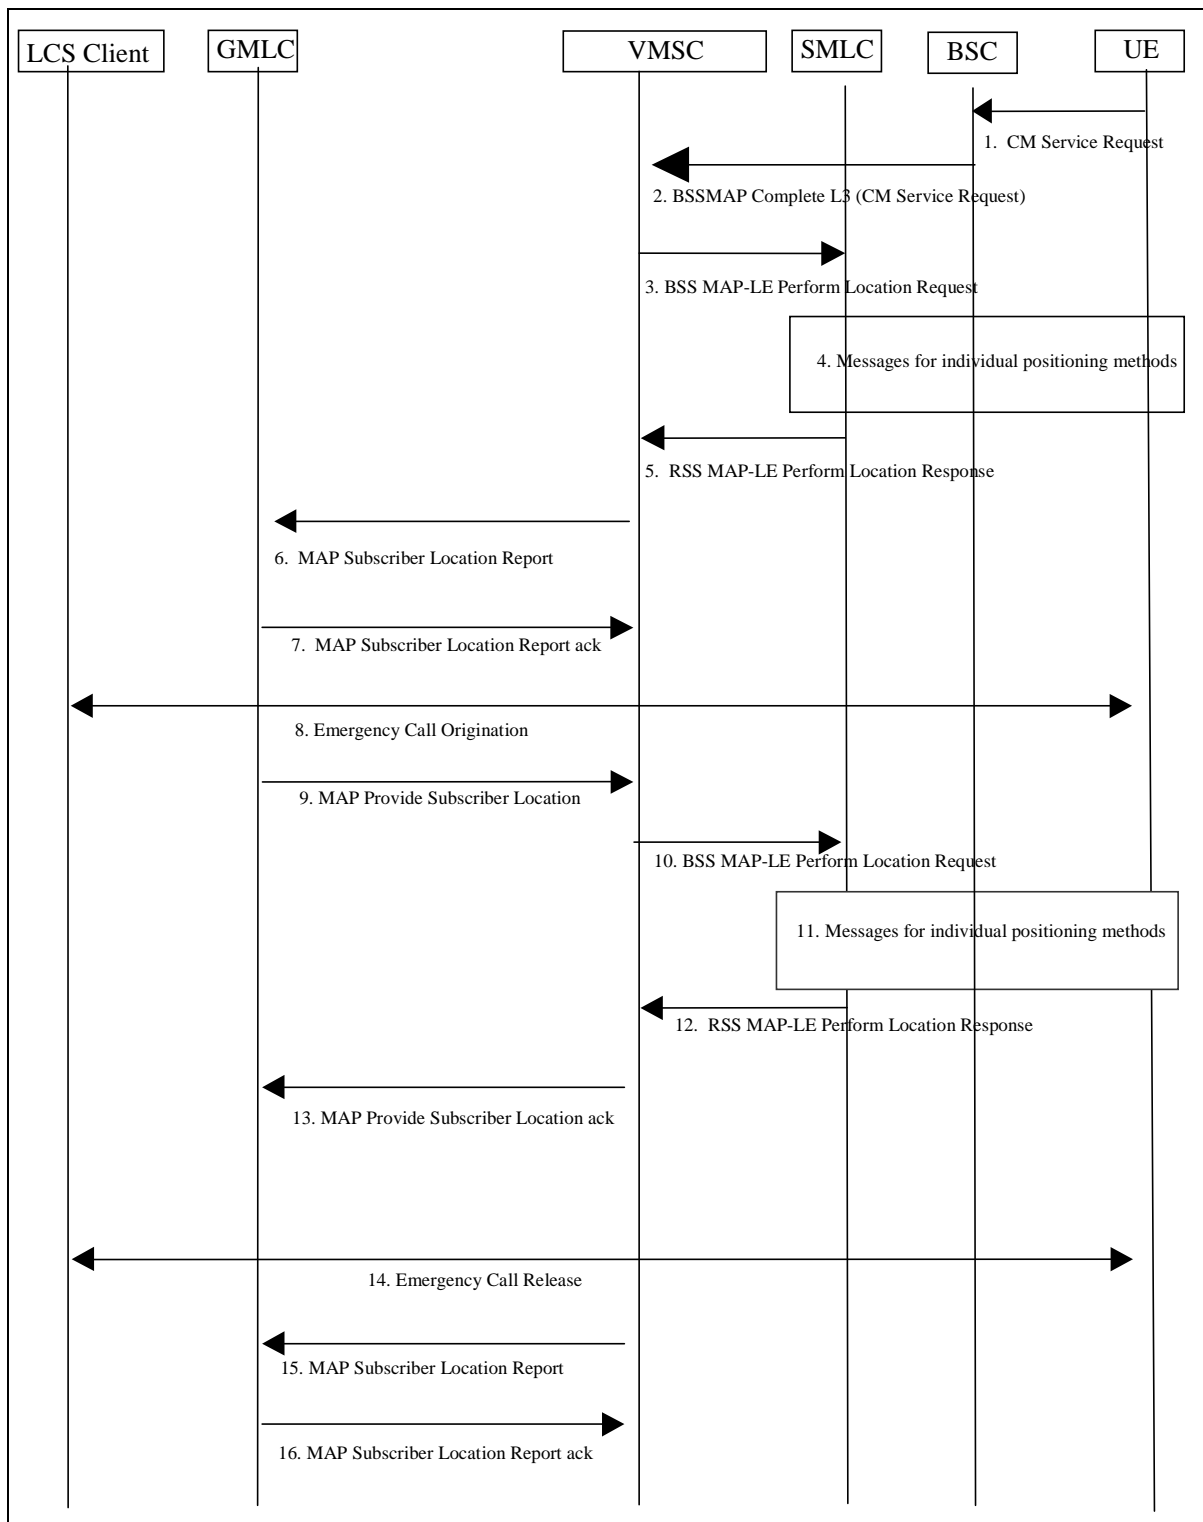 LCS Client
GMLC
VMSC
SMLC
BSC
UE
1. CM Service Request
2. BSSMAP Complete L3 (CM Service Request)
3. BSS MAP-LE Perform Location Request
4. Messages for individual positioning methods
5. RSS MAP-LE Perform Location Response
6. MAP Subscriber Location Report
7. MAP Subscriber Location Report ack
8. Emergency Call Origination
9. MAP Provide Subscriber Location
10. BSS MAP-LE Perform Location Request
11. Messages for individual positioning methods
12. RSS MAP-LE Perform Location Response
13. MAP Provide Subscriber Location ack
14. Emergency Call Release
15. MAP Subscriber Location Report
16. MAP Subscriber Location Report ack